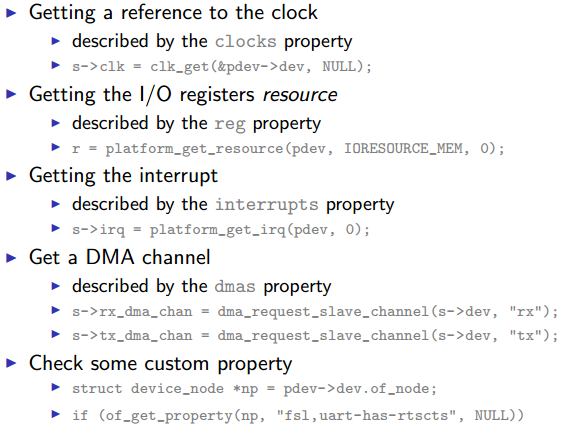 Getting a reference to the clock
described by the clocks property
s->clk = clk_get(&pdev->dev, NULL);
Getting the I/O registers resource
described by the reg property
r = platform_get_resource(pdev, IORESOURCE_MEM, 0);
Getting the interrupt
described by the interrupts property
s->irq = platform_get_irq(pdev, 0);
Get a DMA channel
described by the dmas property
s->rx_dma_chan = dma_request_slave_channel(s->dev, "rx");
s->tx_dma_chan = dma_request_slave_channel(s->dev, "tx");
Check some custom property
struct device_node *np = pdev->dev.of_node;
if (of_get_property(np, "fsl,uart-has-rtscts", NULL))